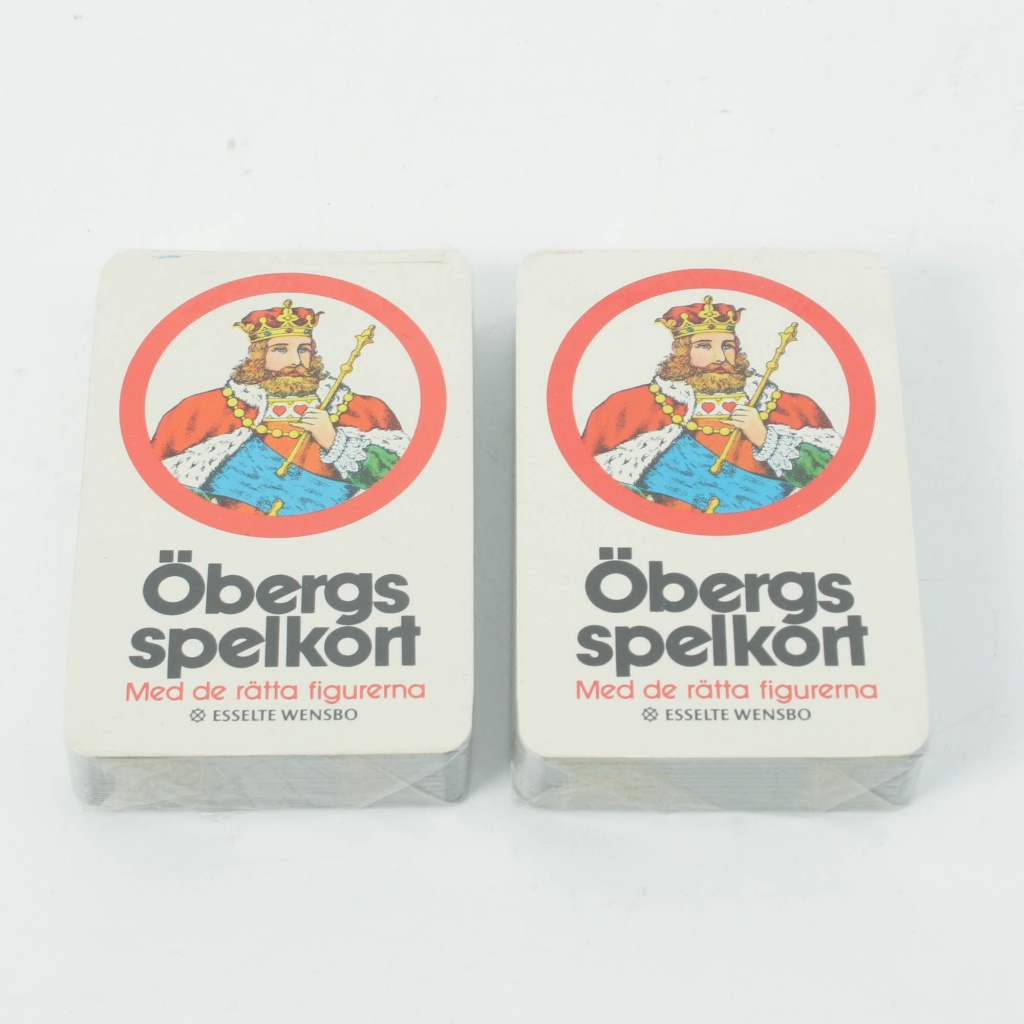 Öbergs
spelkort
Med de rätta figurerna
ESSELTE WENSBO
Öbergs
spelkort
Med de rätta figurerna
ESSELTE WENSBO